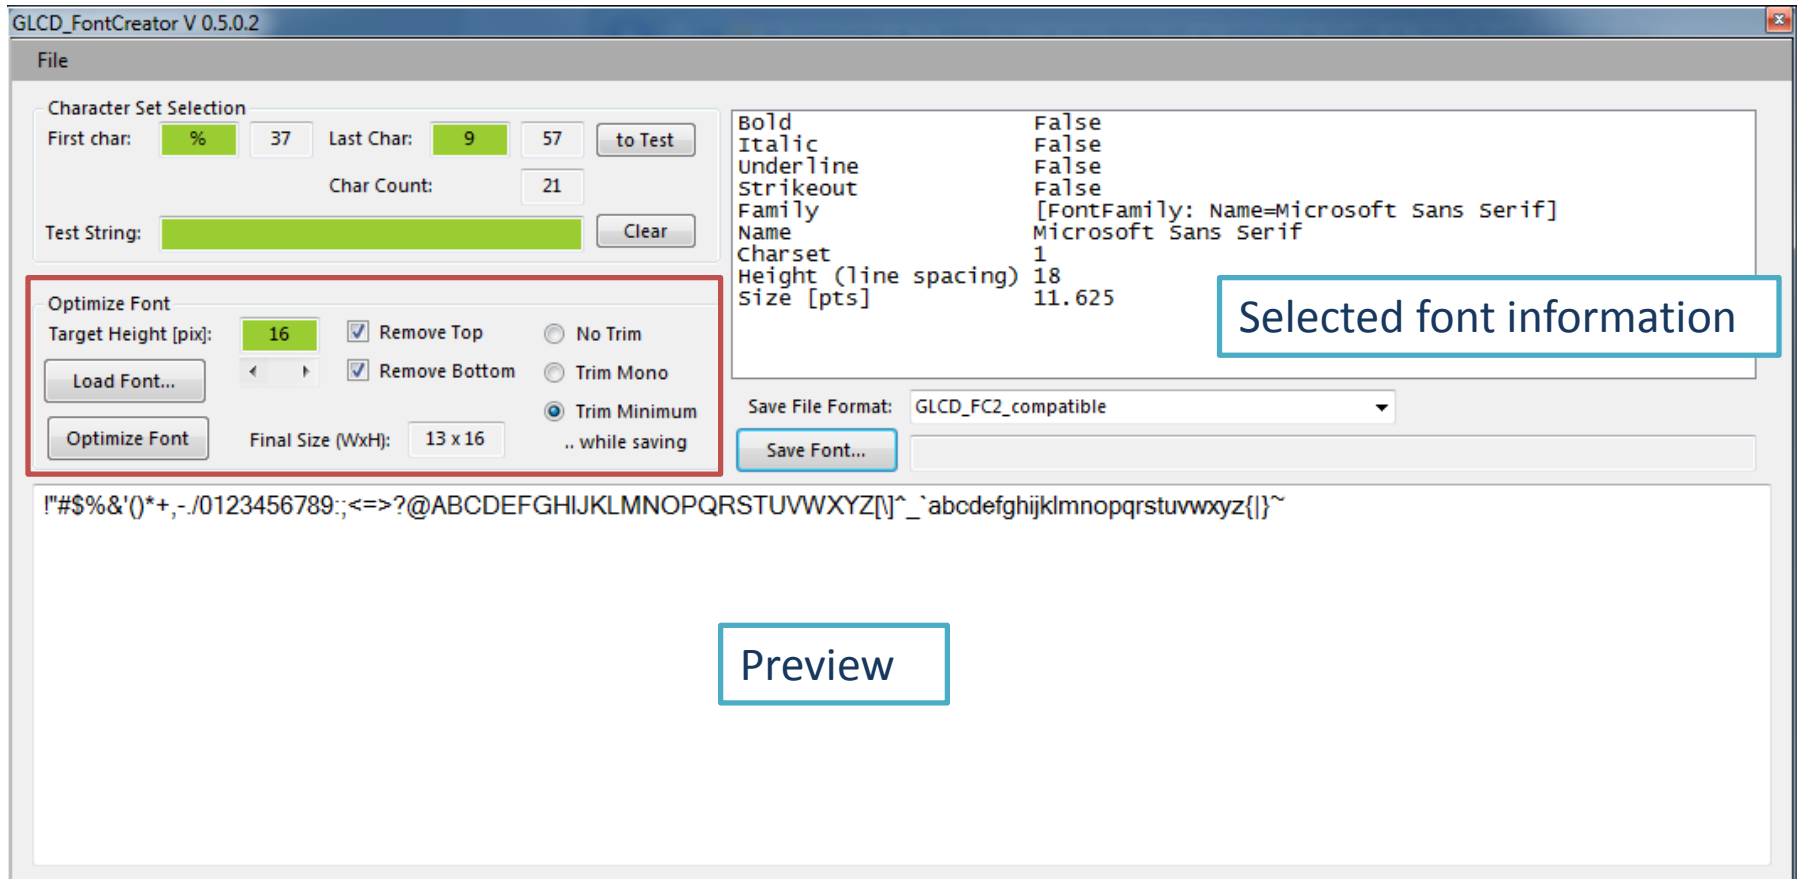 GLCD_FontCreator V 0.5.0.2
File
Character Set Selection
First char: % 37 Last Char: 9 57 to Test
Char Count: 21
Test String: Clear
Optimize Font
Target Height [pix]: 16 Remove Top No Trim
Load Font... Remove Bottom Trim Mono
Trim Minimum
Optimize Font Final Size (WxH): 13 x 16 .. while saving
Bold False
Italic False
Underline False
Strikeout False
Family [FontFamily: Name=Microsoft Sans Serif]
Name Microsoft Sans Serif
Charset 1
Height (line spacing) 18
Size [pts] 11.625
Selected font information
Save File Format: GLCD_FC2_compatible
Save Font...
!"#$%&'()*+,-./0123456789:;<=>?@ABCDEFGHIJKLMNOPQRSTUVWXYZ[\]^_`abcdefghijklmnopqrstuvwxyz{|}~
Preview